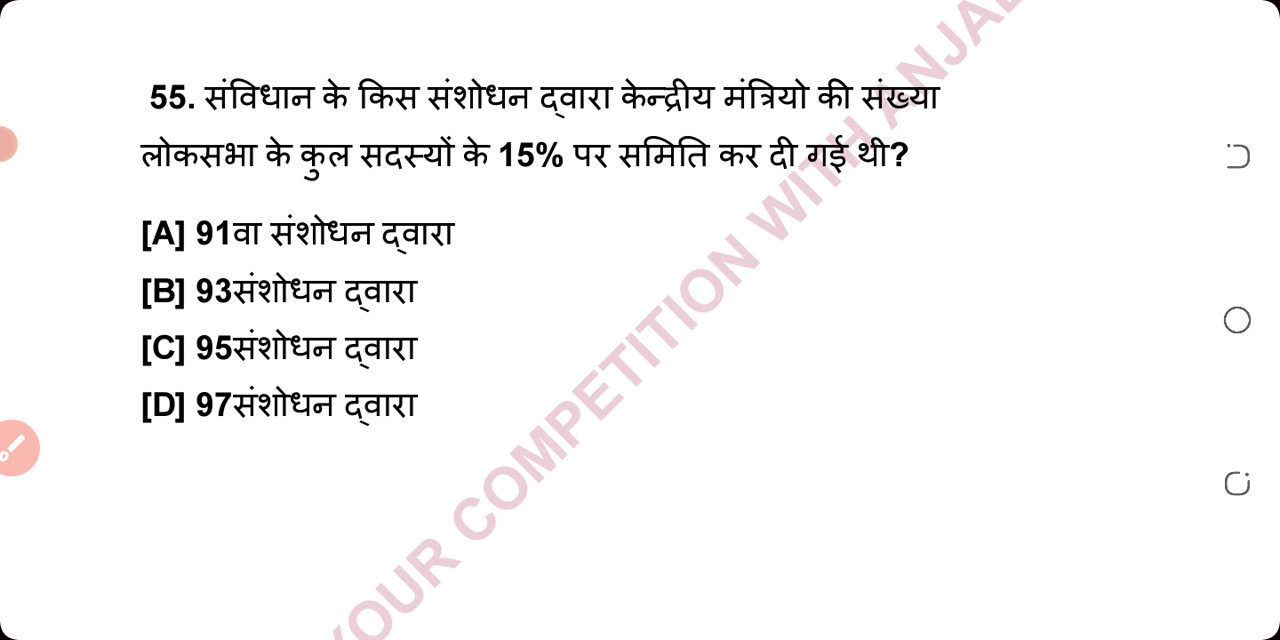 55. संविधान के किस संशोधन द्वारा केन्द्रीय मंत्रियो की संख्या
लोकसभा के कुल सदस्यों के 15% पर समिति कर दी गई थी?
[A] 91वा संशोधन द्वारा
[B] 93संशोधन द्वारा
[C] 95संशोधन द्वारा
[D] 97संशोधन द्वारा
YOUR COMPETITION WITH